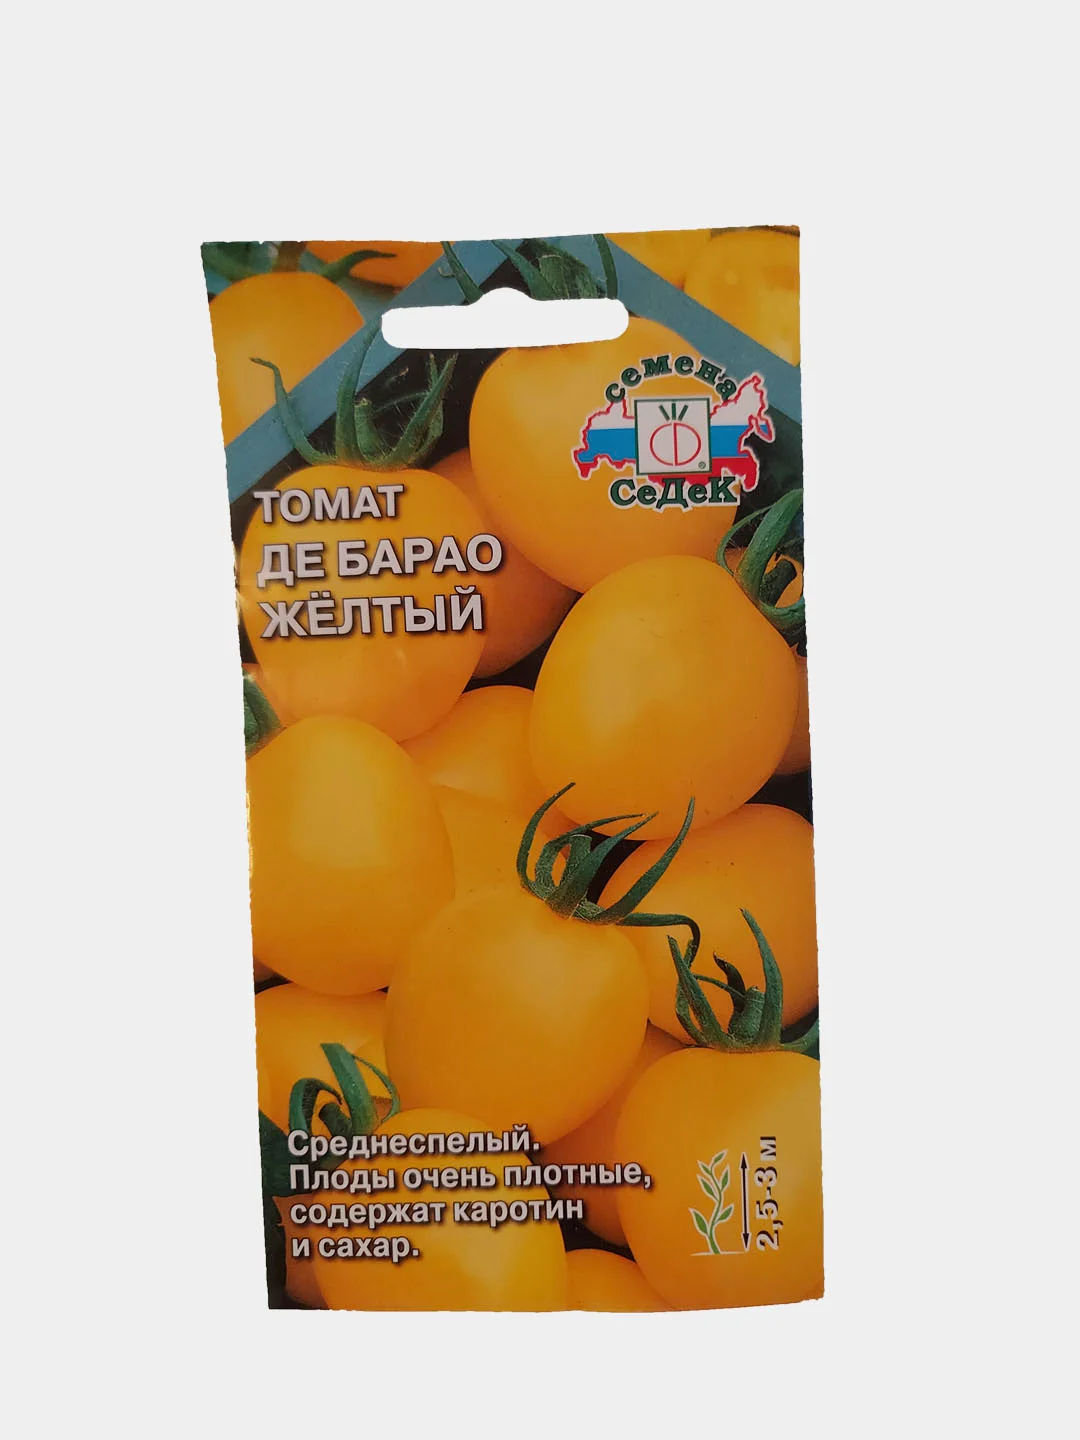 семена
СеДеК
®
ТОМАТ
ДЕ БАРАО
ЖЁЛТЫЙ
Среднеспелый.
Плоды очень плотные,
содержат каротин
и сахар.
2,5-3 м